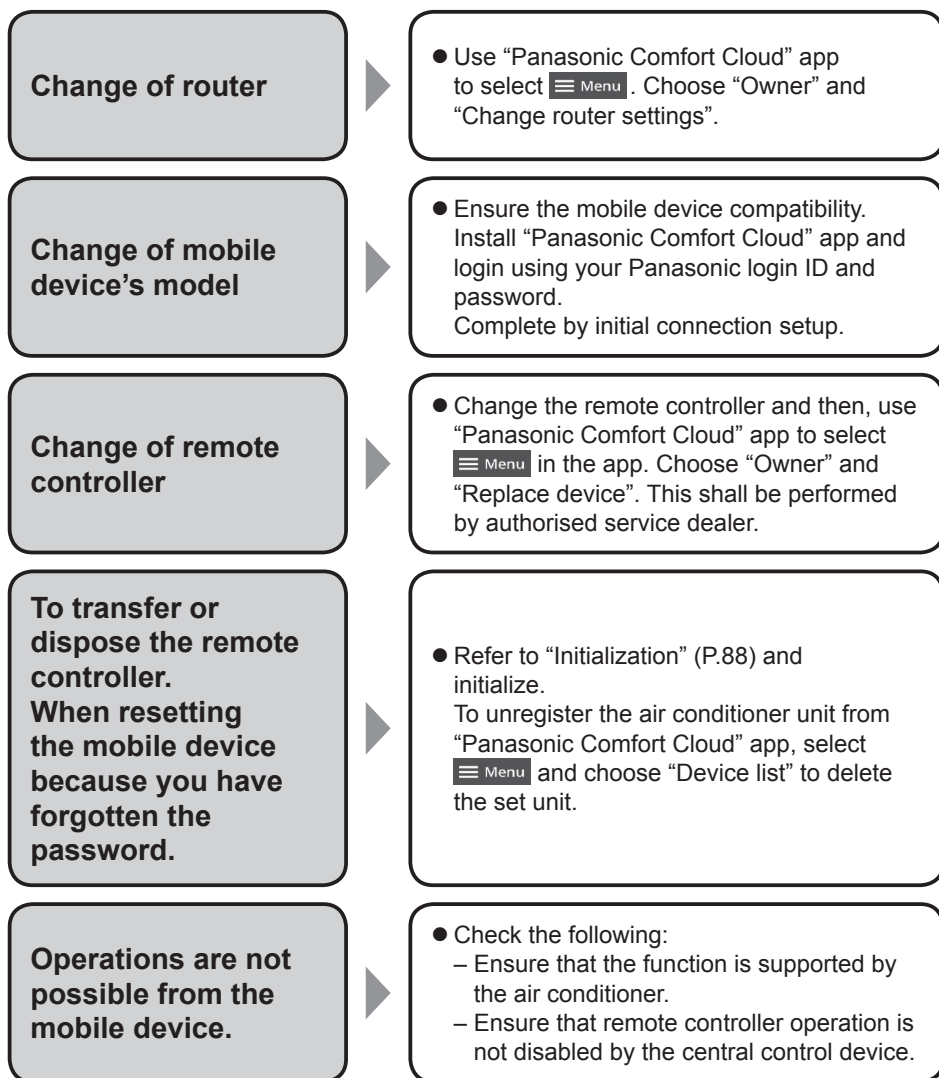 Change of router
● Use “Panasonic Comfort Cloud” app
to select ☰ Menu . Choose “Owner” and
“Change router settings”.
Change of mobile
device’s model
● Ensure the mobile device compatibility.
Install “Panasonic Comfort Cloud” app and
login using your Panasonic login ID and
password.
Complete by initial connection setup.
Change of remote
controller
● Change the remote controller and then, use
“Panasonic Comfort Cloud” app to select
☰ Menu in the app. Choose “Owner” and
“Replace device”. This shall be performed
by authorised service dealer.
To transfer or
dispose the remote
controller.
When resetting
the mobile device
because you have
forgotten the
password.
● Refer to “Initialization” (P.88) and
initialize.
To unregister the air conditioner unit from
“Panasonic Comfort Cloud” app, select
☰ Menu and choose “Device list” to delete
the set unit.
Operations are not
possible from the
mobile device.
● Check the following:
– Ensure that the function is supported by
the air conditioner.
– Ensure that remote controller operation is
not disabled by the central control device.